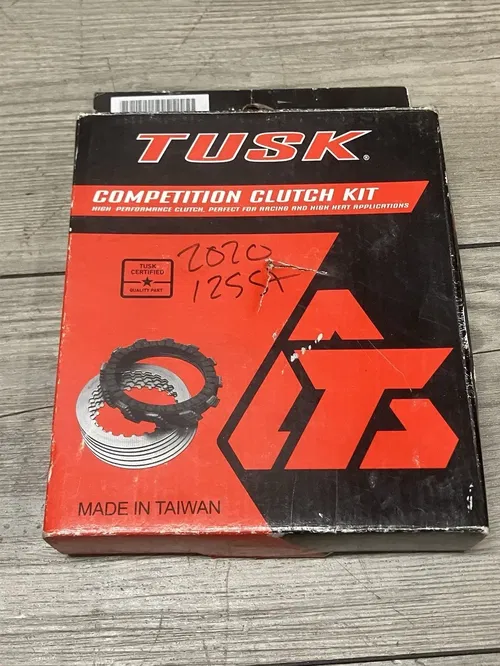 TUSK®
COMPETITION CLUTCH KIT
HIGH PERFORMANCE CLUTCH, PERFECT FOR RACING AND HIGH HEAT APPLICATIONS
TUSK
CERTIFIED
QUALITY PART
2020
125SX
MADE IN TAIWAN